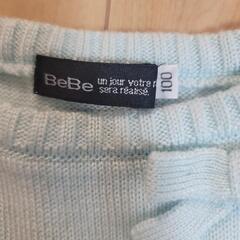 BeBe
un jour votre
sera réalisé.
100